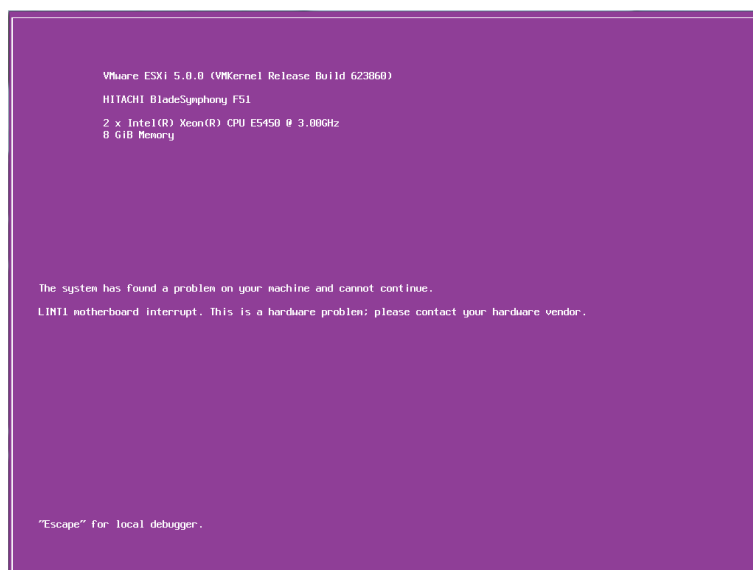 VMware ESXi 5.0.0 (VMKernel Release Build 623860)
HITACHI BladeSymphony F51
2 x Intel(R) Xeon(R) CPU E5450 @ 3.00GHz
8 GiB Memory
The system has found a problem on your machine and cannot continue.
LINT1 motherboard interrupt. This is a hardware problem; please contact your hardware vendor.
"Escape" for local debugger.